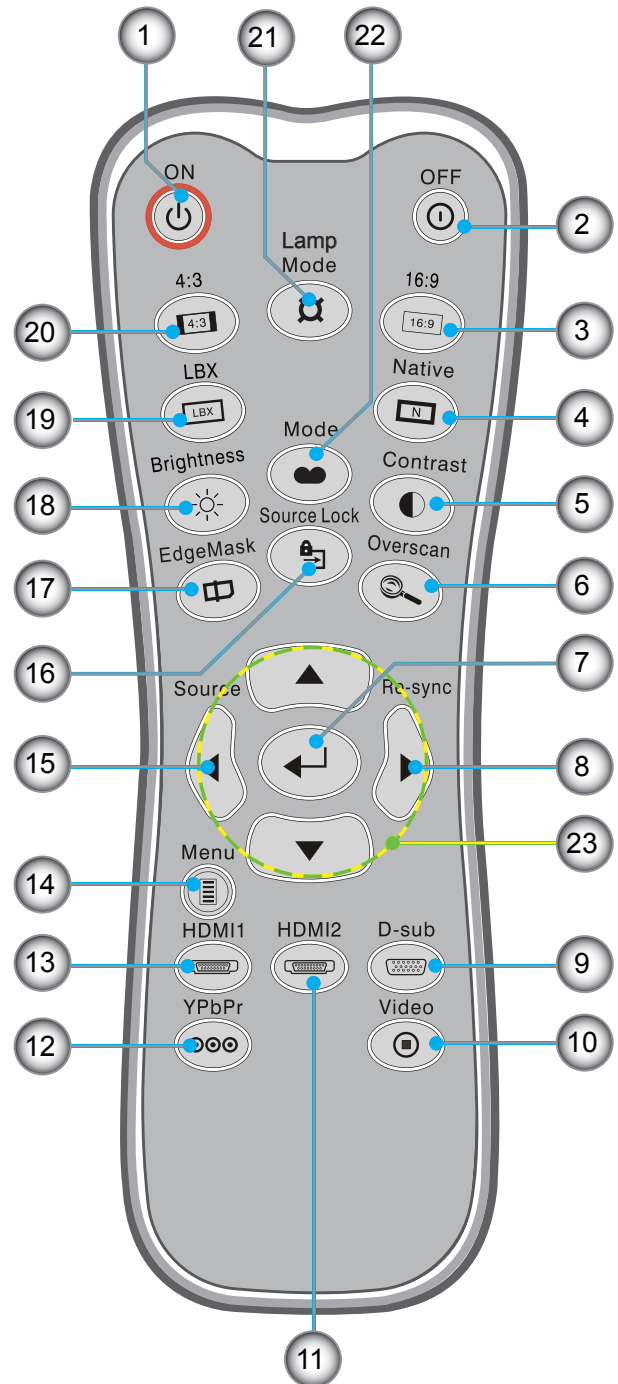 1
21
22
ON
OFF
2
Lamp
Mode
4:3
16:9
20
4:3
16:9
3
LBX
Native
19
LBX
N
4
Mode
Brightness
Contrast
18
5
Source Lock
EdgeMask
Overscan
17
6
16
7
Source
Re-sync
15
8
23
Menu
14
HDMI1
HDMI2
D-sub
13
9
YPbPr
Video
12
10
11